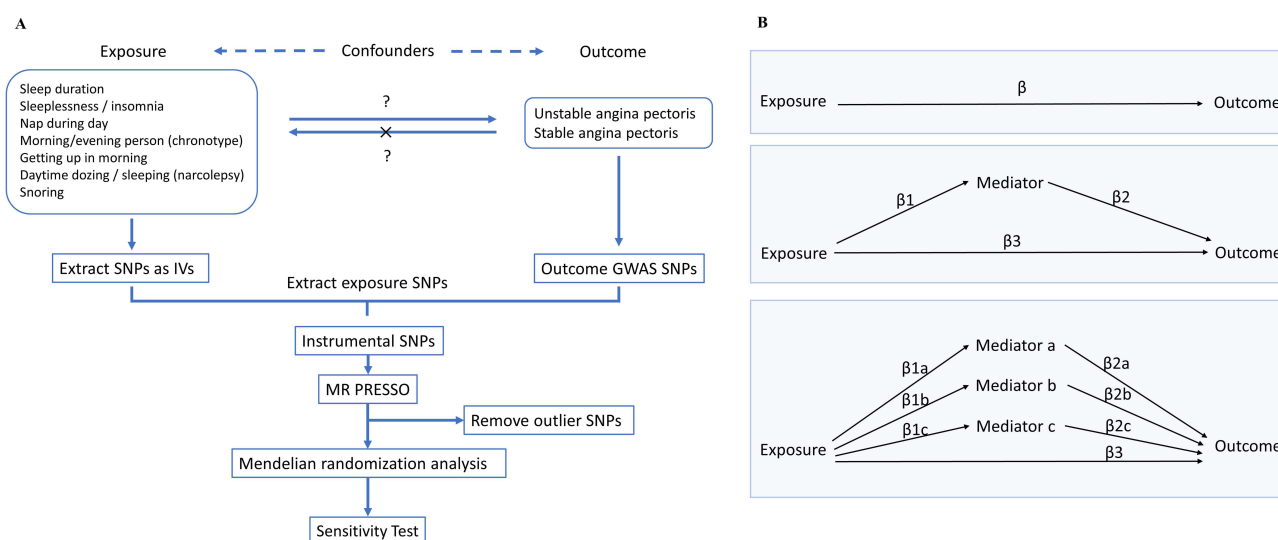 A
Exposure
Confounders
Outcome
Sleep duration
Sleeplessness / insomnia
Nap during day
Morning/evening person (chronotype)
Getting up in morning
Daytime dozing / sleeping (narcolepsy)
Snoring
?
?
Unstable angina pectoris
Stable angina pectoris
Extract SNPs as IVs
Outcome GWAS SNPs
Extract exposure SNPs
Instrumental SNPs
MR PRESSO
Remove outlier SNPs
Mendelian randomization analysis
Sensitivity Test
B
β
Exposure
Outcome
Mediator
β1
β2
β3
Exposure
Outcome
Mediator a
β1a
β2a
Mediator b
β1b
β2b
Mediator c
β1c
β2c
Exposure
β3
Outcome